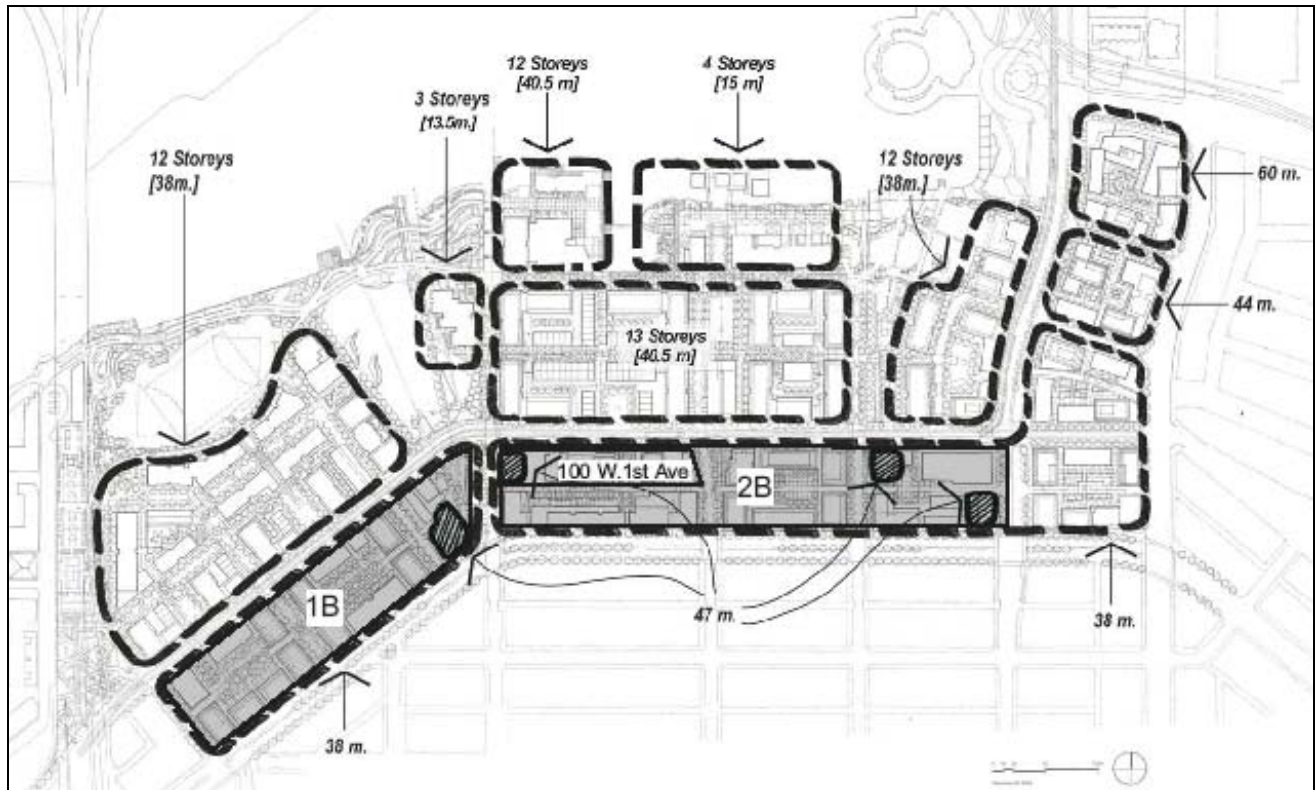 12 Storeys
[40.5 m]
4 Storeys
[15 m]
3 Storeys
[13.5m.]
12 Storeys
[38m.]
12 Storeys
[38m.]
60 m.
44 m.
13 Storeys
[40.5 m]
100 W.1st Ave
2B
1B
47 m.
38 m.
38 m.